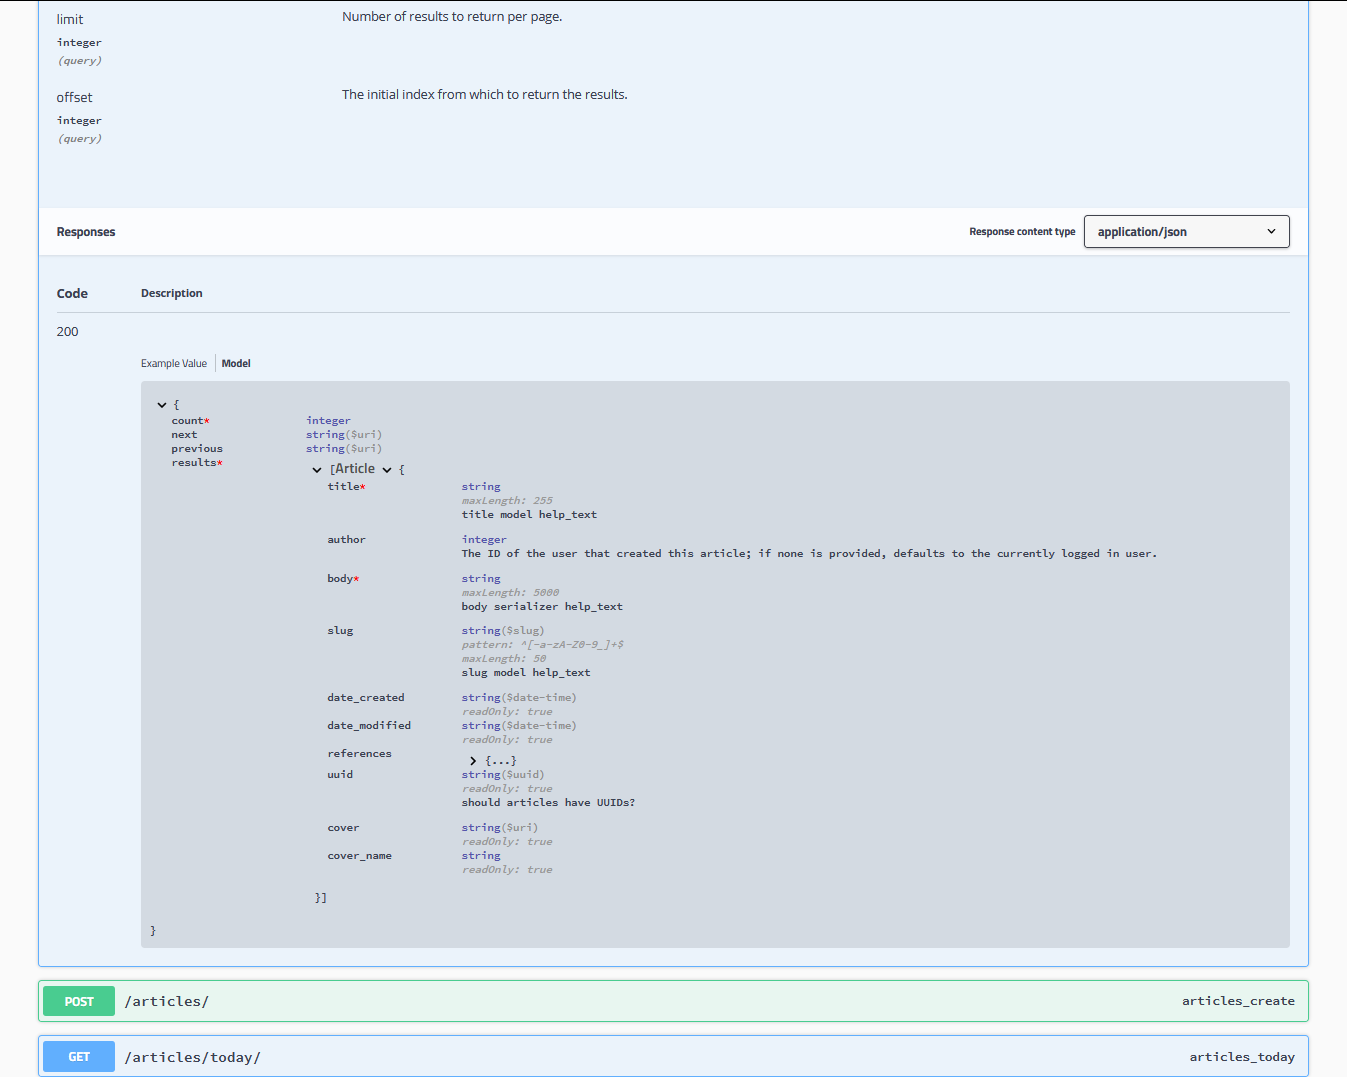 limit
Number of results to return per page.
integer
(query)
offset
The initial index from which to return the results.
integer
(query)
Responses
Response content type
application/json
Code
Description
200
Example Value
Model
{
count*
integer
next
string($uri)
previous
string($uri)
results*
[Article
{
title*
string
maxLength: 255
title model help_text
author
integer
The ID of the user that created this article; if none is provided, defaults to the currently logged in user.
body*
string
maxLength: 5000
body serializer help_text
slug
string($slug)
pattern: ^[-a-zA-Z0-9_]+$
maxLength: 50
slug model help_text
date_created
string($date-time)
readOnly: true
date_modified
string($date-time)
readOnly: true
references
{...}
uuid
string($uuid)
readOnly: true
should articles have UUIDs?
cover
string($uri)
readOnly: true
cover_name
string
readOnly: true
}]
}
POST
/articles/
articles_create
GET
/articles/today/
articles_today